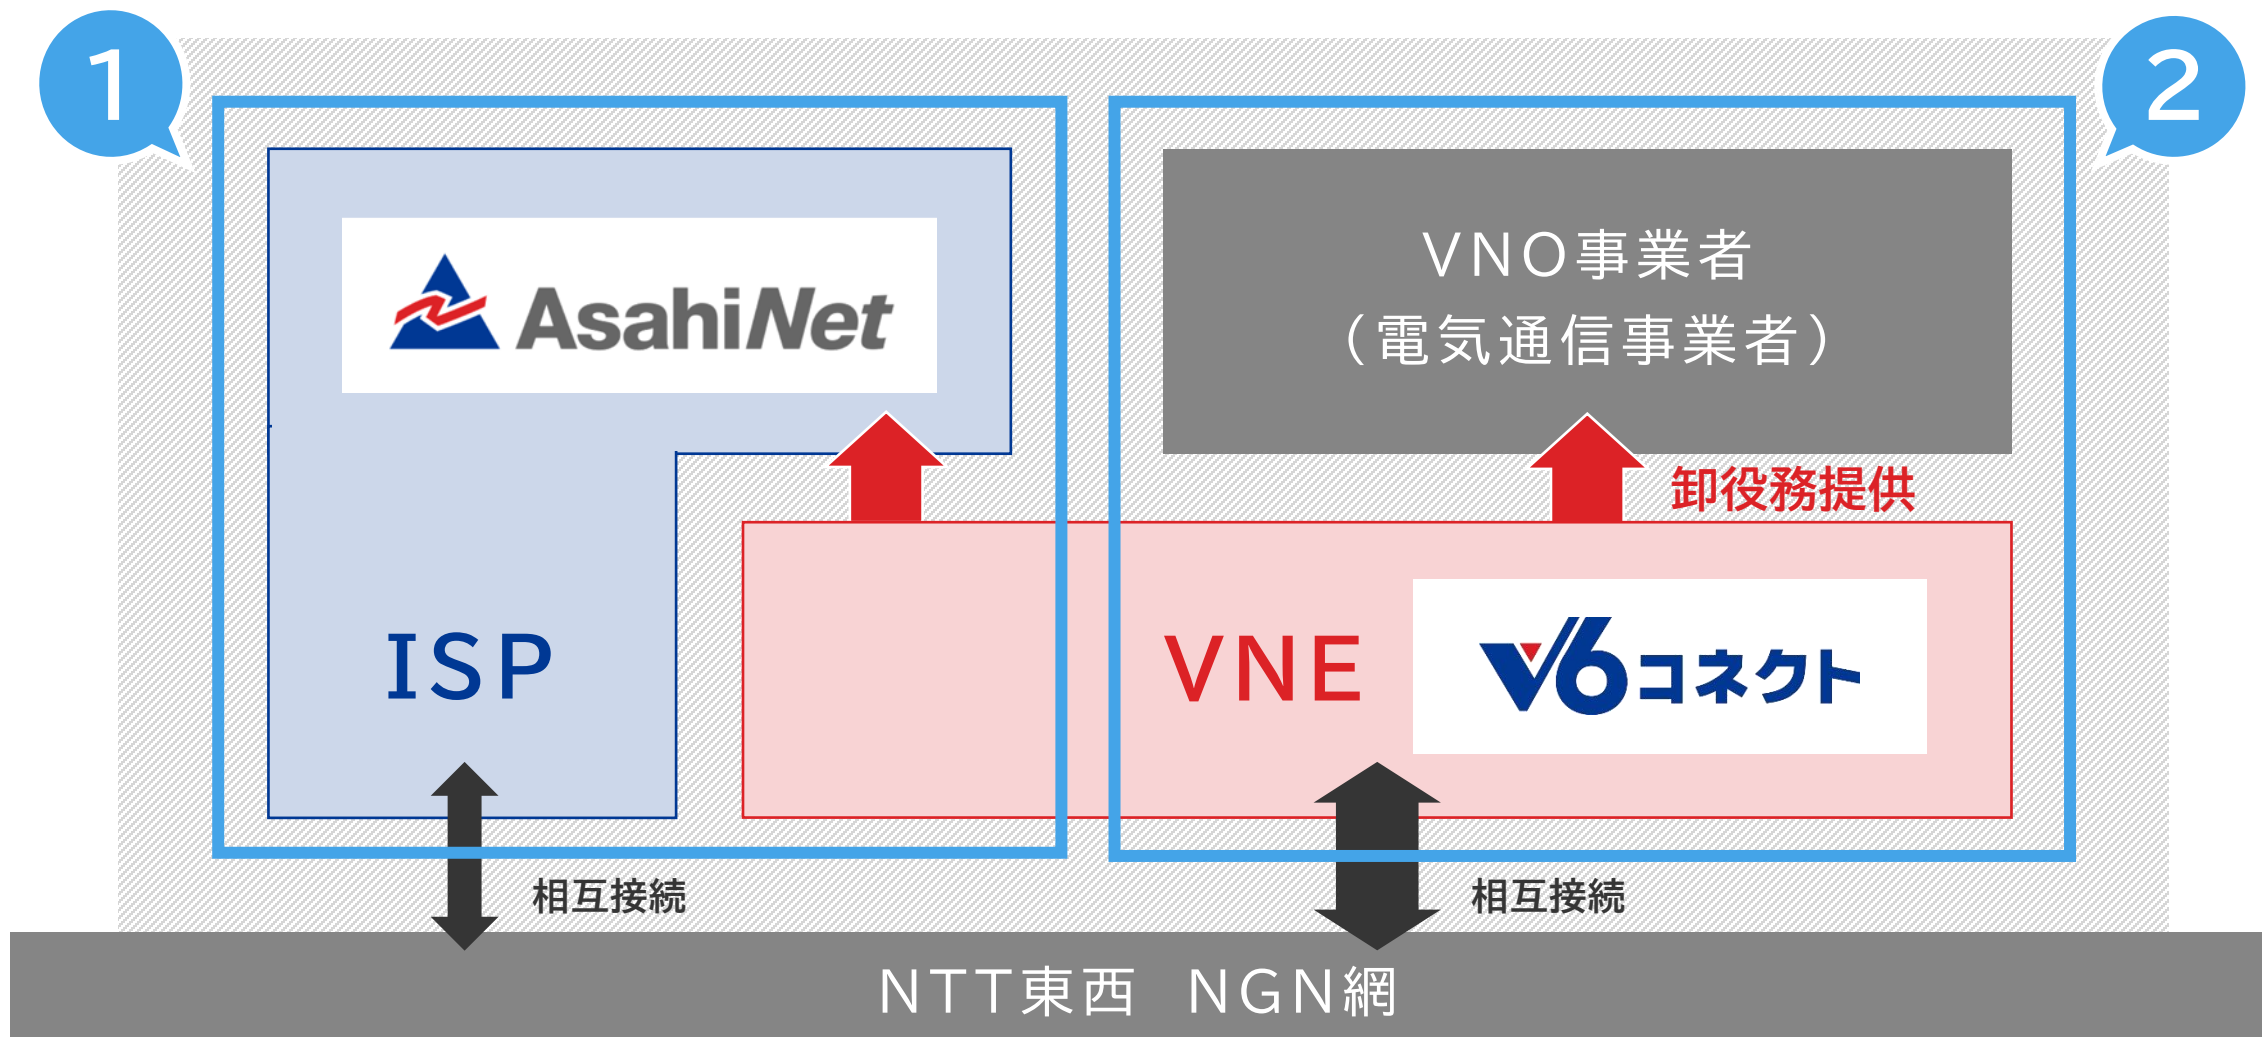 1
2
AsahiNet
VNO事業者
（電気通信事業者）
卸役務提供
ISP
VNE
v6コネクト
相互接続
相互接続
NTT東西　NGN網